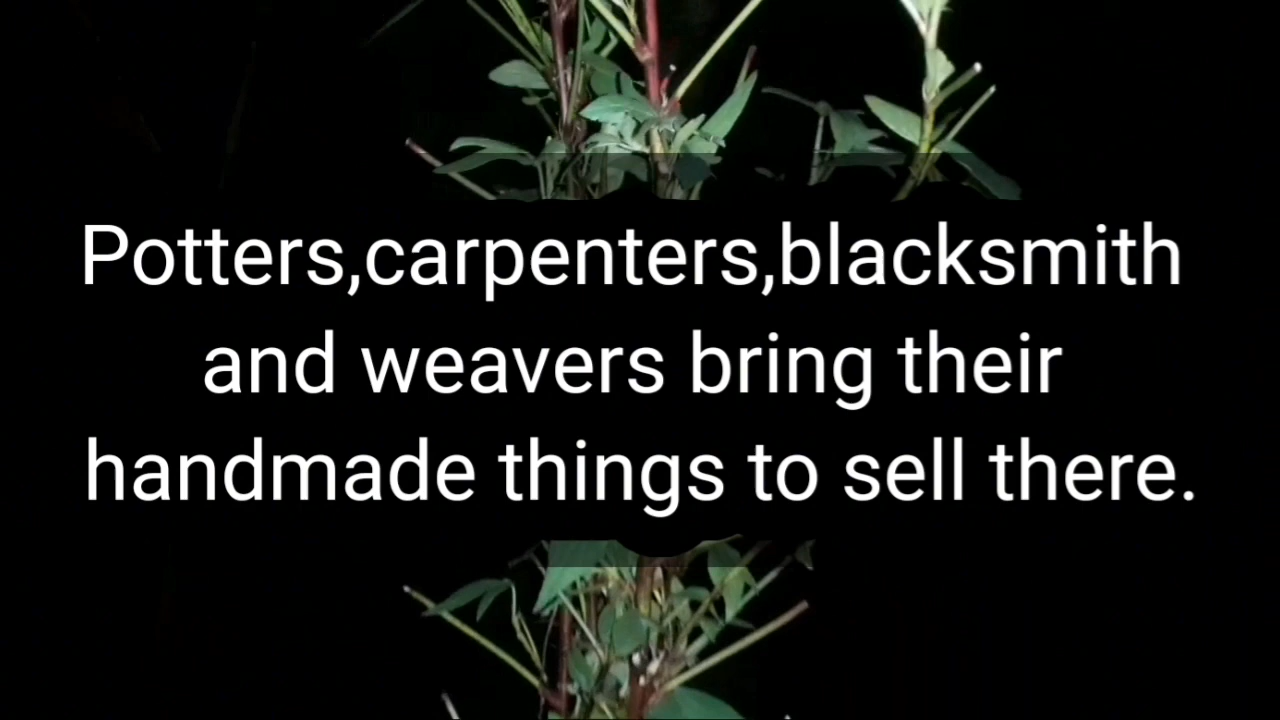 Potters,carpenters,blacksmith
and weavers bring their
handmade things to sell there.